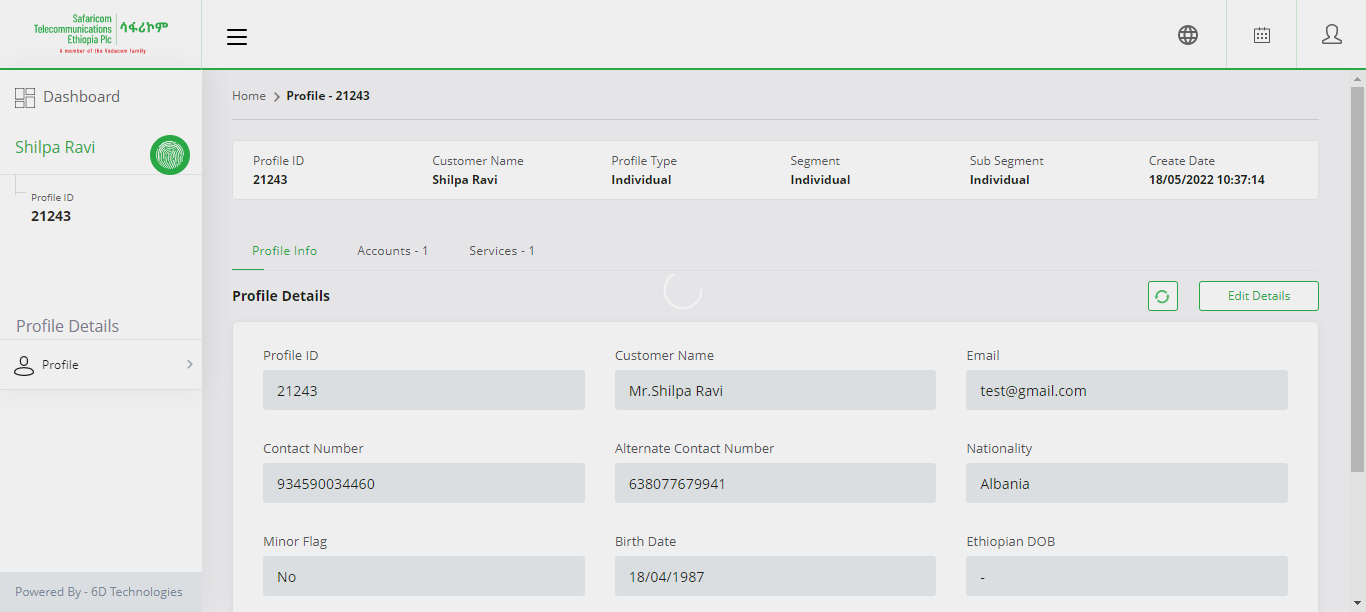 Safaricom
Telecommunications
Ethiopia Plc
ሳፋሪኮም
A member of the Vodacom family
Dashboard
Shilpa Ravi
Profile ID
21243
Profile Details
Profile
Powered By - 6D Technologies
Home > Profile - 21243
Profile ID Customer Name Profile Type Segment Sub Segment Create Date
21243 Shilpa Ravi Individual Individual Individual 18/05/2022 10:37:14
Profile Info Accounts - 1 Services - 1
Profile Details Edit Details
Profile ID Customer Name Email
21243 Mr.Shilpa Ravi test@gmail.com
Contact Number Alternate Contact Number Nationality
934590034460 638077679941 Albania
Minor Flag Birth Date Ethiopian DOB
No 18/04/1987 -